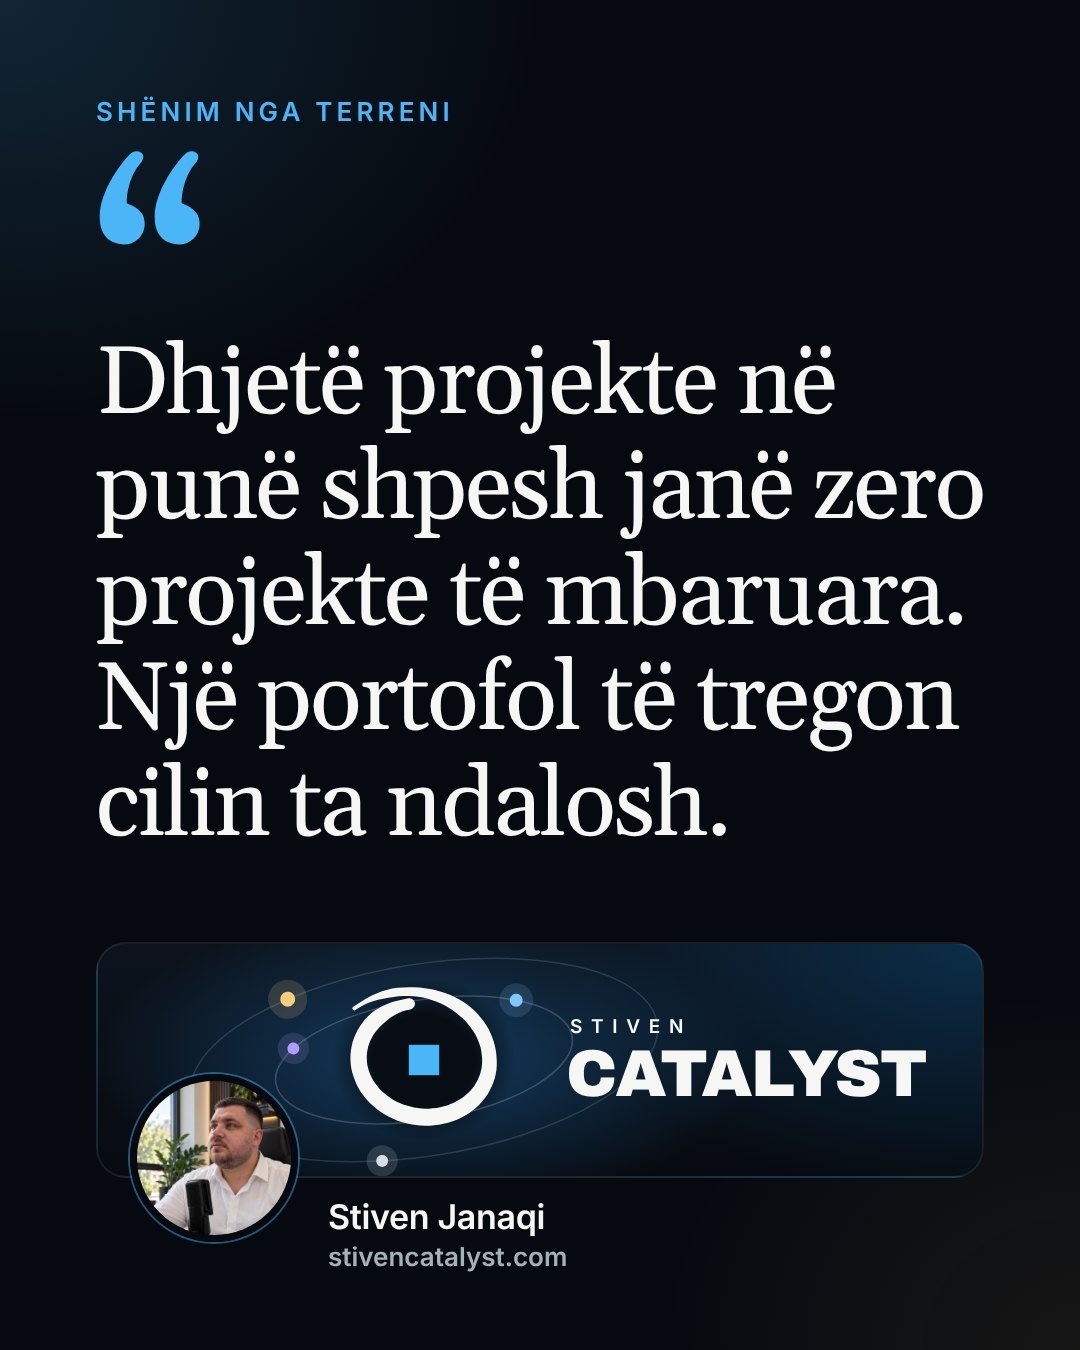 SHËNIM NGA TERRENI
“
Dhjetë projekte në
punë shpesh janë zero
projekte të mbaruara.
Një portofol të tregon
cilin ta ndalosh.
STIVEN
CATALYST
Stiven Janaqi
stivencatalyst.com